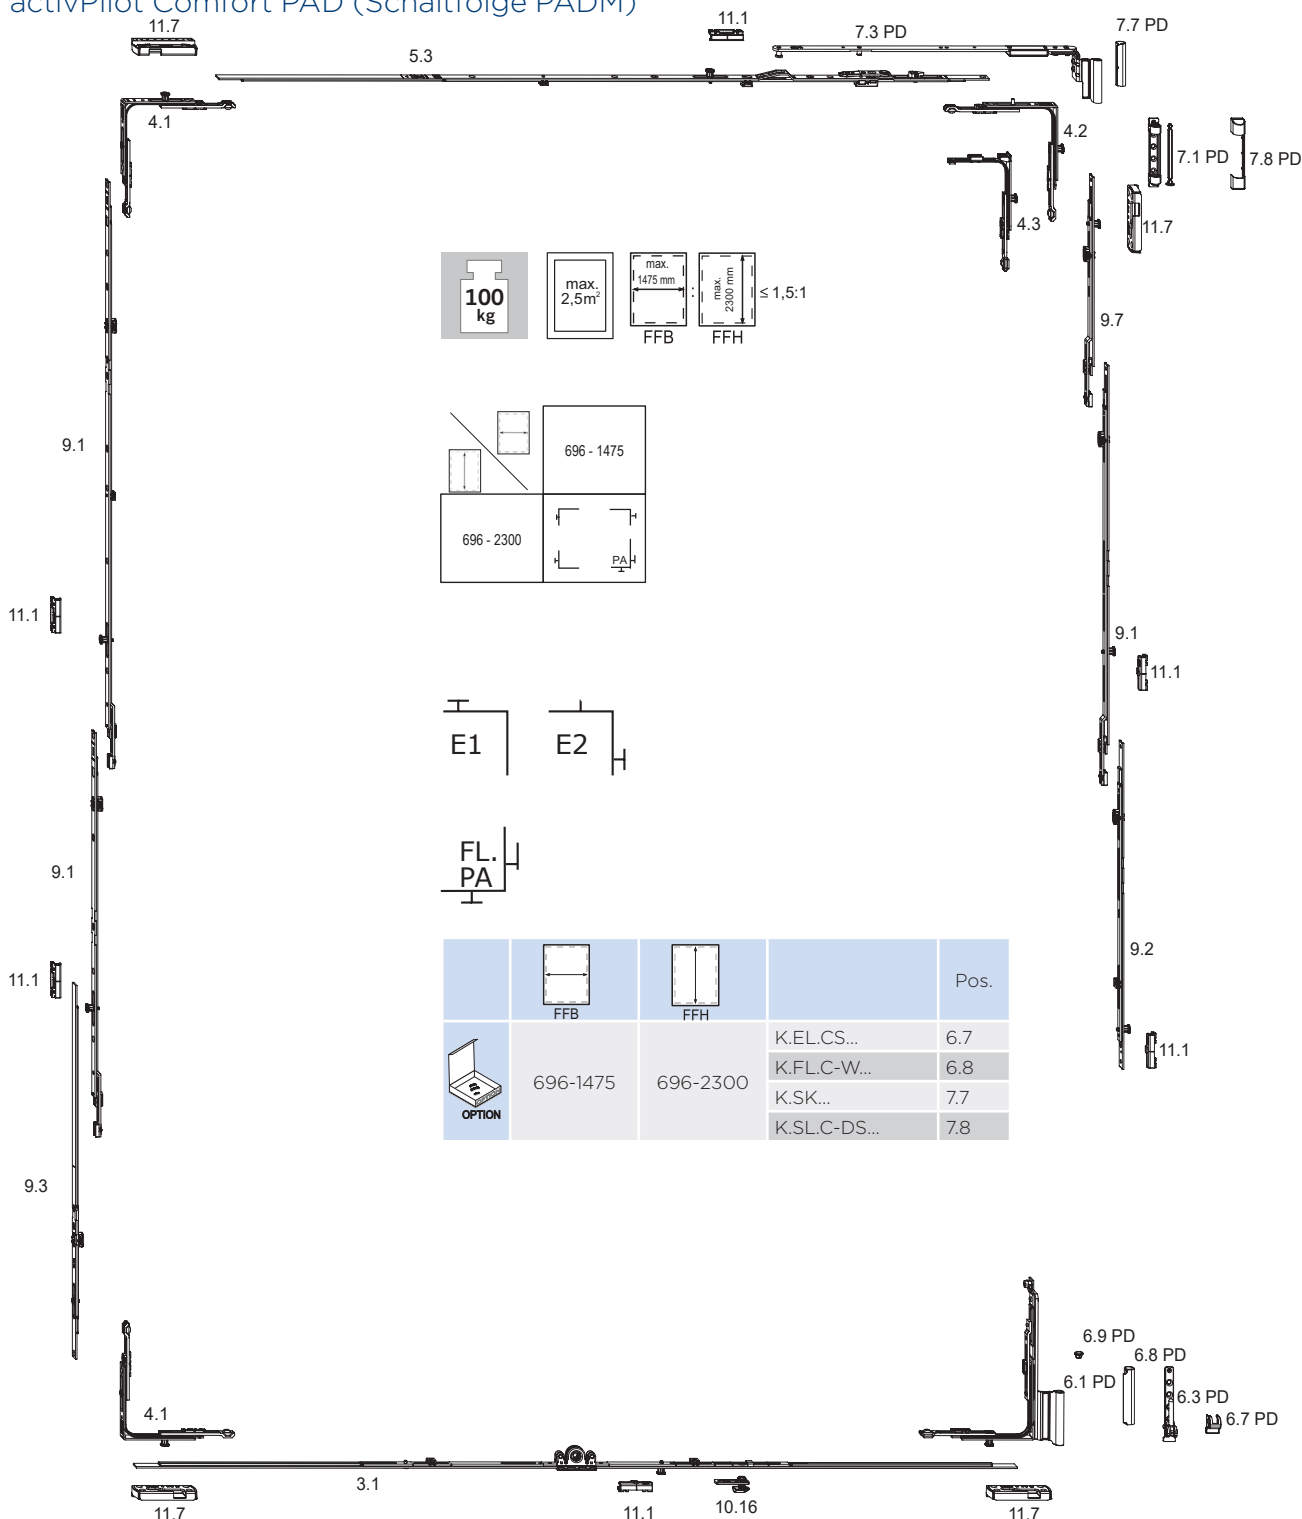 activPilot Comfort PAD (Schaltfolge PADM)
11.7
11.1
7.3 PD
7.7 PD
5.3
4.1
4.2
7.1 PD
7.8 PD
4.3
11.7
100
kg
max.
2,5m²
max.
1475 mm
FFB
:
max.
2300 mm
FFH
≤ 1,5:1
9.7
9.1
696 - 1475
696 - 2300
PA
11.1
9.1
11.1
E1
E2
FL.
PA
9.1
9.2
11.1
11.1
FFB
FFH
Pos.
OPTION
696-1475
696-2300
K.EL.CS...
6.7
K.FL.C-W...
6.8
K.SK...
7.7
K.SL.C-DS...
7.8
9.3
6.9 PD
6.8 PD
6.1 PD
6.3 PD
6.7 PD
4.1
3.1
11.7
11.1
10.16
11.7